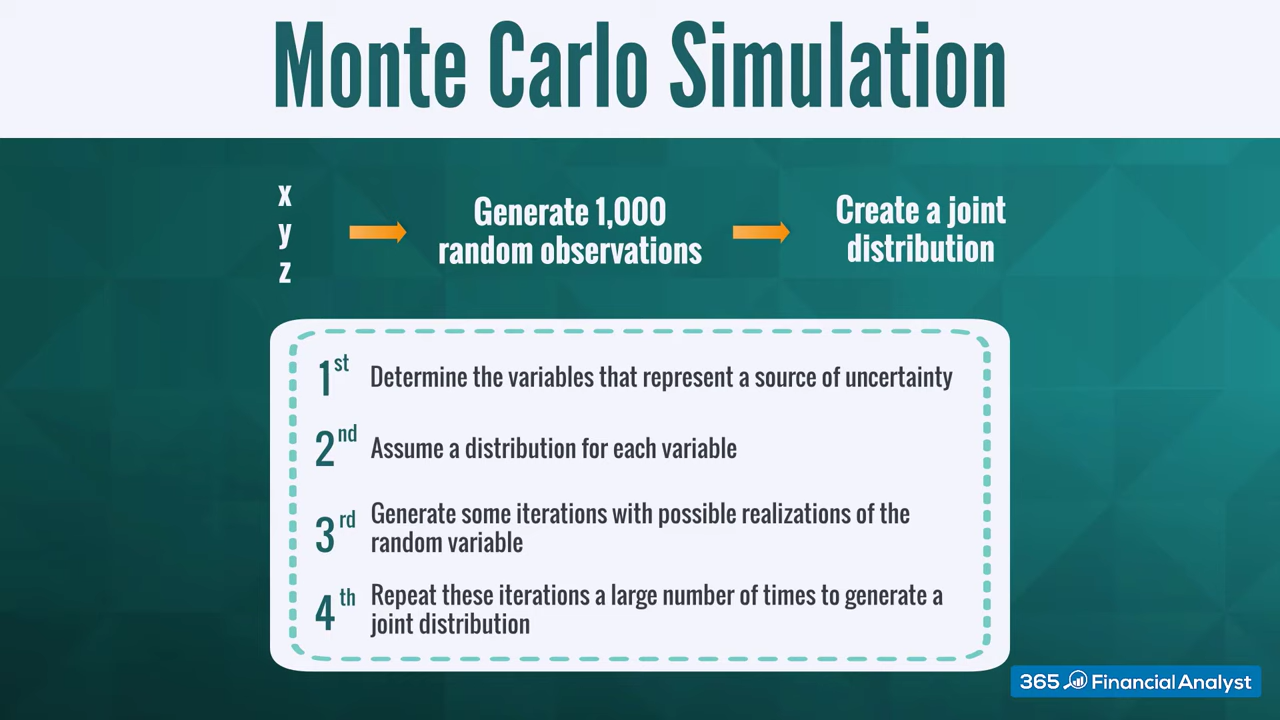 Monte Carlo Simulation
x
y
z
Generate 1,000
random observations
Create a joint
distribution
1st Determine the variables that represent a source of uncertainty
2nd Assume a distribution for each variable
3rd Generate some iterations with possible realizations of the
random variable
4th Repeat these iterations a large number of times to generate a
joint distribution
365 Financial Analyst